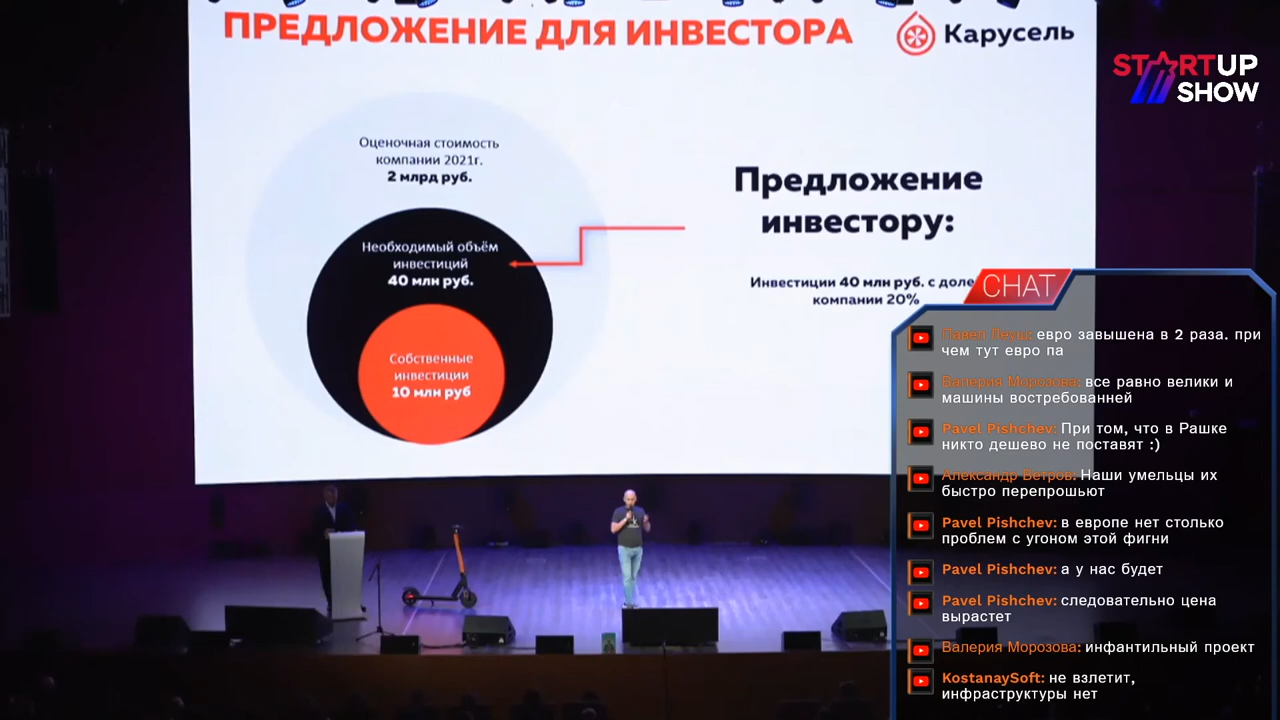 ПРЕДЛОЖЕНИЕ ДЛЯ ИНВЕСТОРА
Карусель
STARTUP
SHOW
Оценочная стоимость
компании 2021г.
2 млрд руб.
Необходимый объём
инвестиций
40 млн руб.
Собственные
инвестиции
10 млн руб
Предложение
инвестору:
Инвестиции 40 млн руб. с доле
компании 20%
CHAT
Павел Леуш: евро завышена в 2 раза. при
чем тут евро па
Валерия Морозова: все равно велики и
машины востребованней
Pavel Pishchev: При том, что в Рашке
никто дешево не поставят :)
Александр Ветров: Наши умельцы их
быстро перепрошьют
Pavel Pishchev: в европе нет столько
проблем с угоном этой фигни
Pavel Pishchev: а у нас будет
Pavel Pishchev: следовательно цена
вырастет
Валерия Морозова: инфантильный проект
KostanaySoft: не взлетит,
инфраструктуры нет